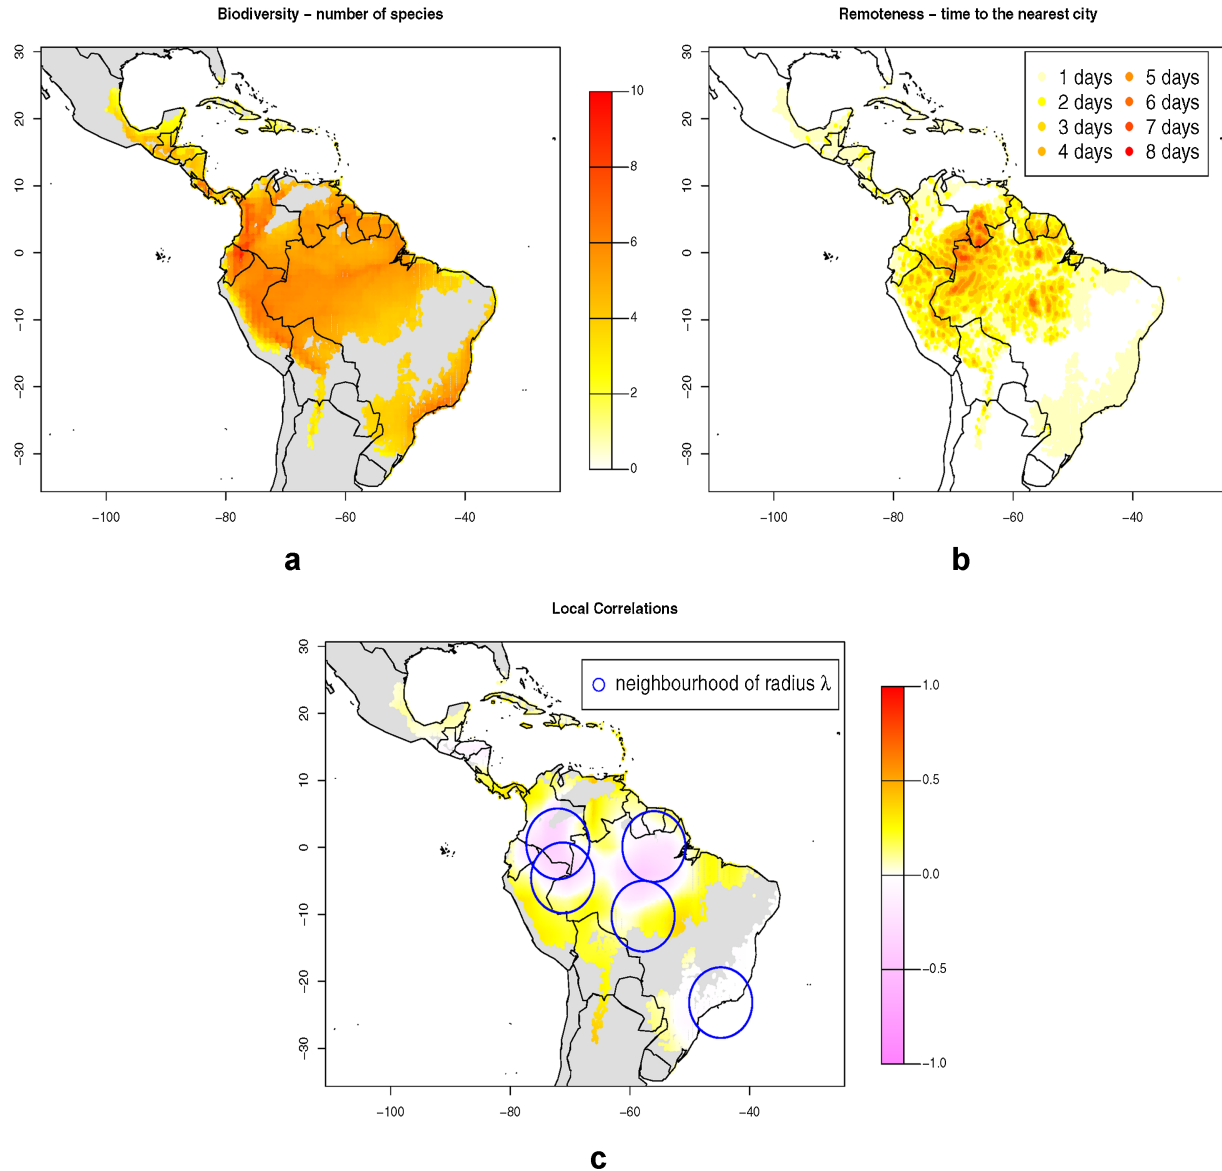 Biodiversity – number of species
30
20
10
0
−10
−20
−30
−100
−80
−60
−40
10
8
6
4
2
0
a
Remoteness – time to the nearest city
1 days
2 days
3 days
4 days
5 days
6 days
7 days
8 days
30
20
10
0
−10
−20
−30
−100
−80
−60
−40
b
Local Correlations
neighbourhood of radius λ
30
20
10
0
−10
−20
−30
−100
−80
−60
−40
1.0
0.5
0.0
−0.5
−1.0
c